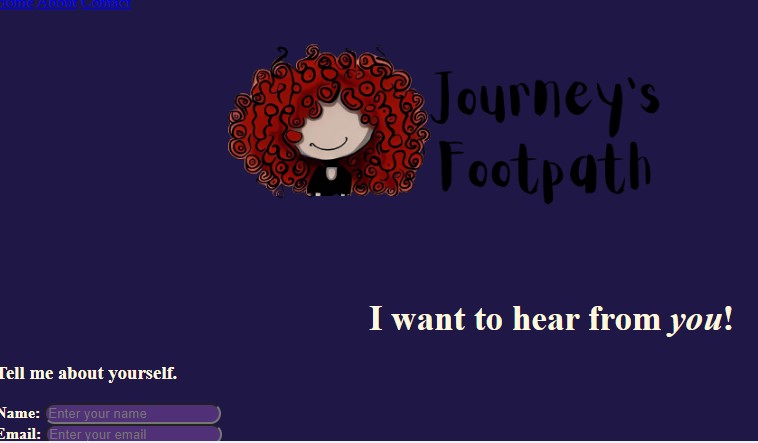 Home About Contact
Journey's
Footpath
I want to hear from you!
Tell me about yourself.
Name: Enter your name
Email: Enter your email